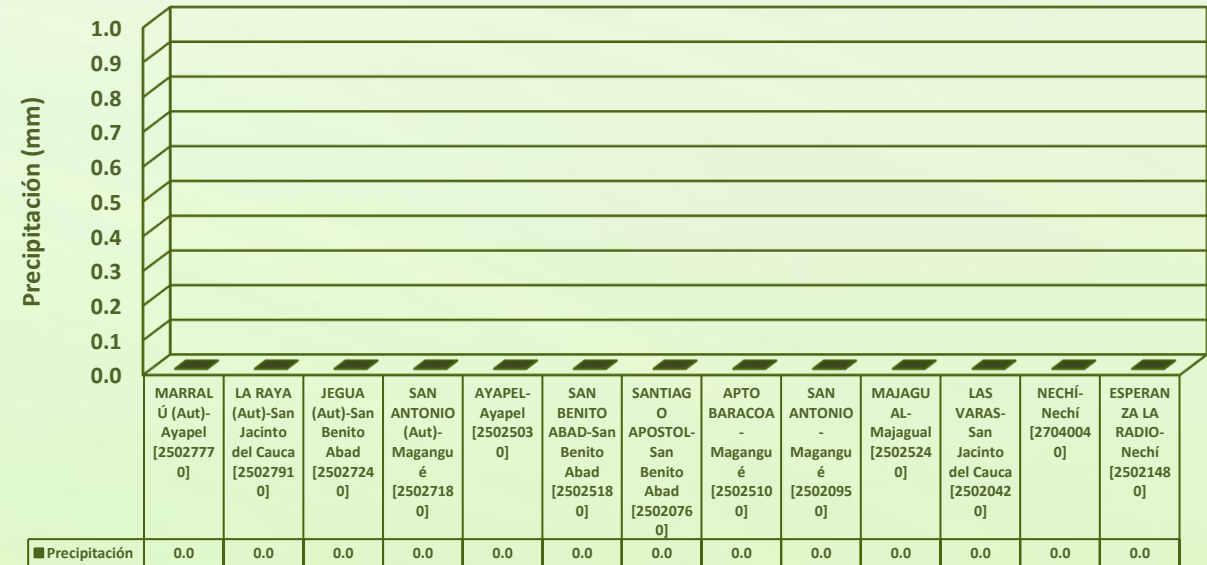 Precipitación (mm)
1.0
0.9
0.8
0.7
0.6
0.5
0.4
0.3
0.2
0.1
0.0
MARRAL
Ú (Aut)-
Ayapel
[2502777
0]
LA RAYA
(Aut)-San
Jacinto
del Cauca
[2502791
0]
JEGUA
(Aut)-San
Benito
Abad
[2502724
0]
SAN
ANTONIO
(Aut)-
Magangu
é
[2502718
0]
AYAPEL-
Ayapel
[2502503
0]
SAN
BENITO
ABAD-San
Benito
Abad
[2502518
0]
SANTIAG
O
APOSTOL-
San
Benito
Abad
[2502076
0]
APTO
BARACOA
-
Magangu
é
[2502510
0]
SAN
ANTONIO
-
Magangu
é
[2502095
0]
MAJAGU
AL-
Majagual
[2502524
0]
LAS
VARAS-
San
Jacinto
del Cauca
[2502042
0]
NECHÍ-
Nechí
[2704004
0]
ESPERAN
ZA LA
RADIO-
Nechí
[2502148
0]
Precipitación 0.0 0.0 0.0 0.0 0.0 0.0 0.0 0.0 0.0 0.0 0.0 0.0 0.0